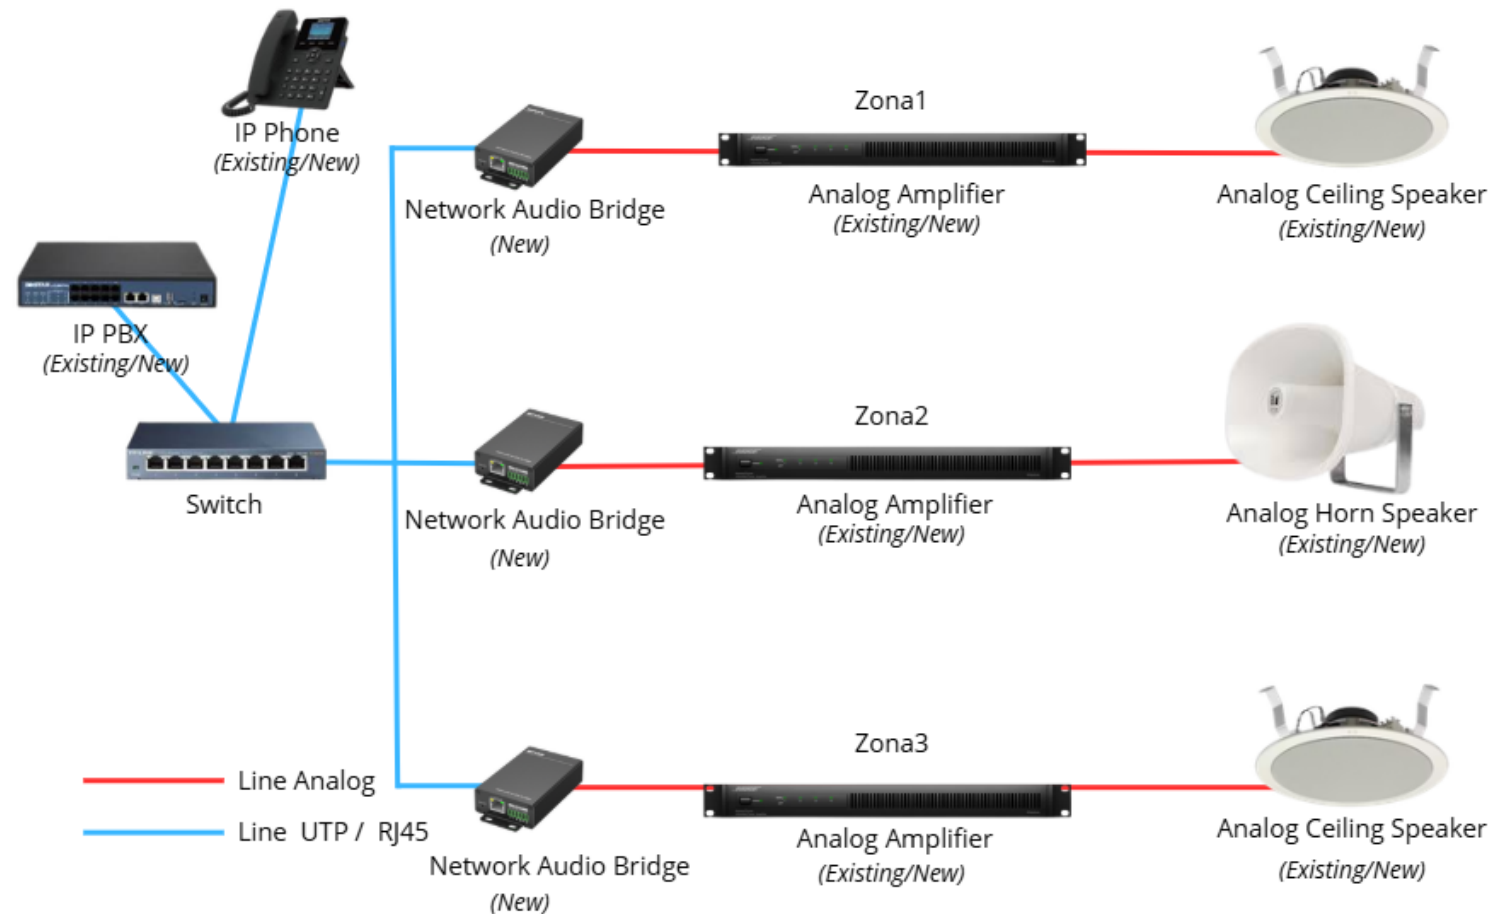 IP Phone
(Existing/New)
IP PBX
(Existing/New)
Switch
Network Audio Bridge
(New)
Zona1
Analog Amplifier
(Existing/New)
Analog Ceiling Speaker
(Existing/New)
Network Audio Bridge
(New)
Zona2
Analog Amplifier
(Existing/New)
Analog Horn Speaker
(Existing/New)
Network Audio Bridge
(New)
Zona3
Analog Amplifier
(Existing/New)
Analog Ceiling Speaker
(Existing/New)
Line Analog
Line UTP / RJ45